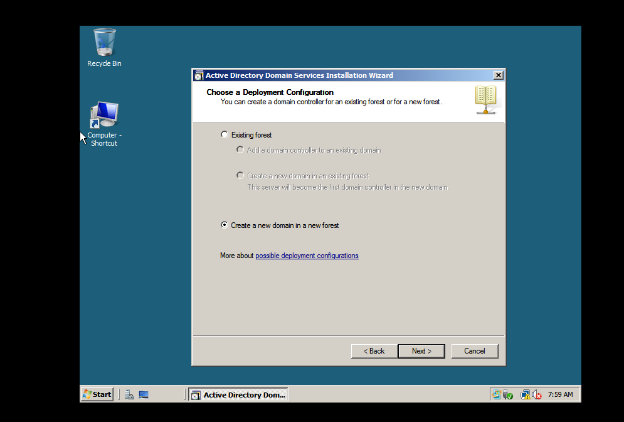 Recycle Bin
Computer -
Shortcut
Active Directory Domain Services Installation Wizard
Choose a Deployment Configuration
You can create a domain controller for an existing forest or for a new forest.
Existing forest
Add a domain controller to an existing domain
Create a new domain in an existing forest
This server will become the first domain controller in the new domain.
Create a new domain in a new forest
More about possible deployment configurations
< Back
Next >
Cancel
Start
Active Directory Dom...
7:59 AM